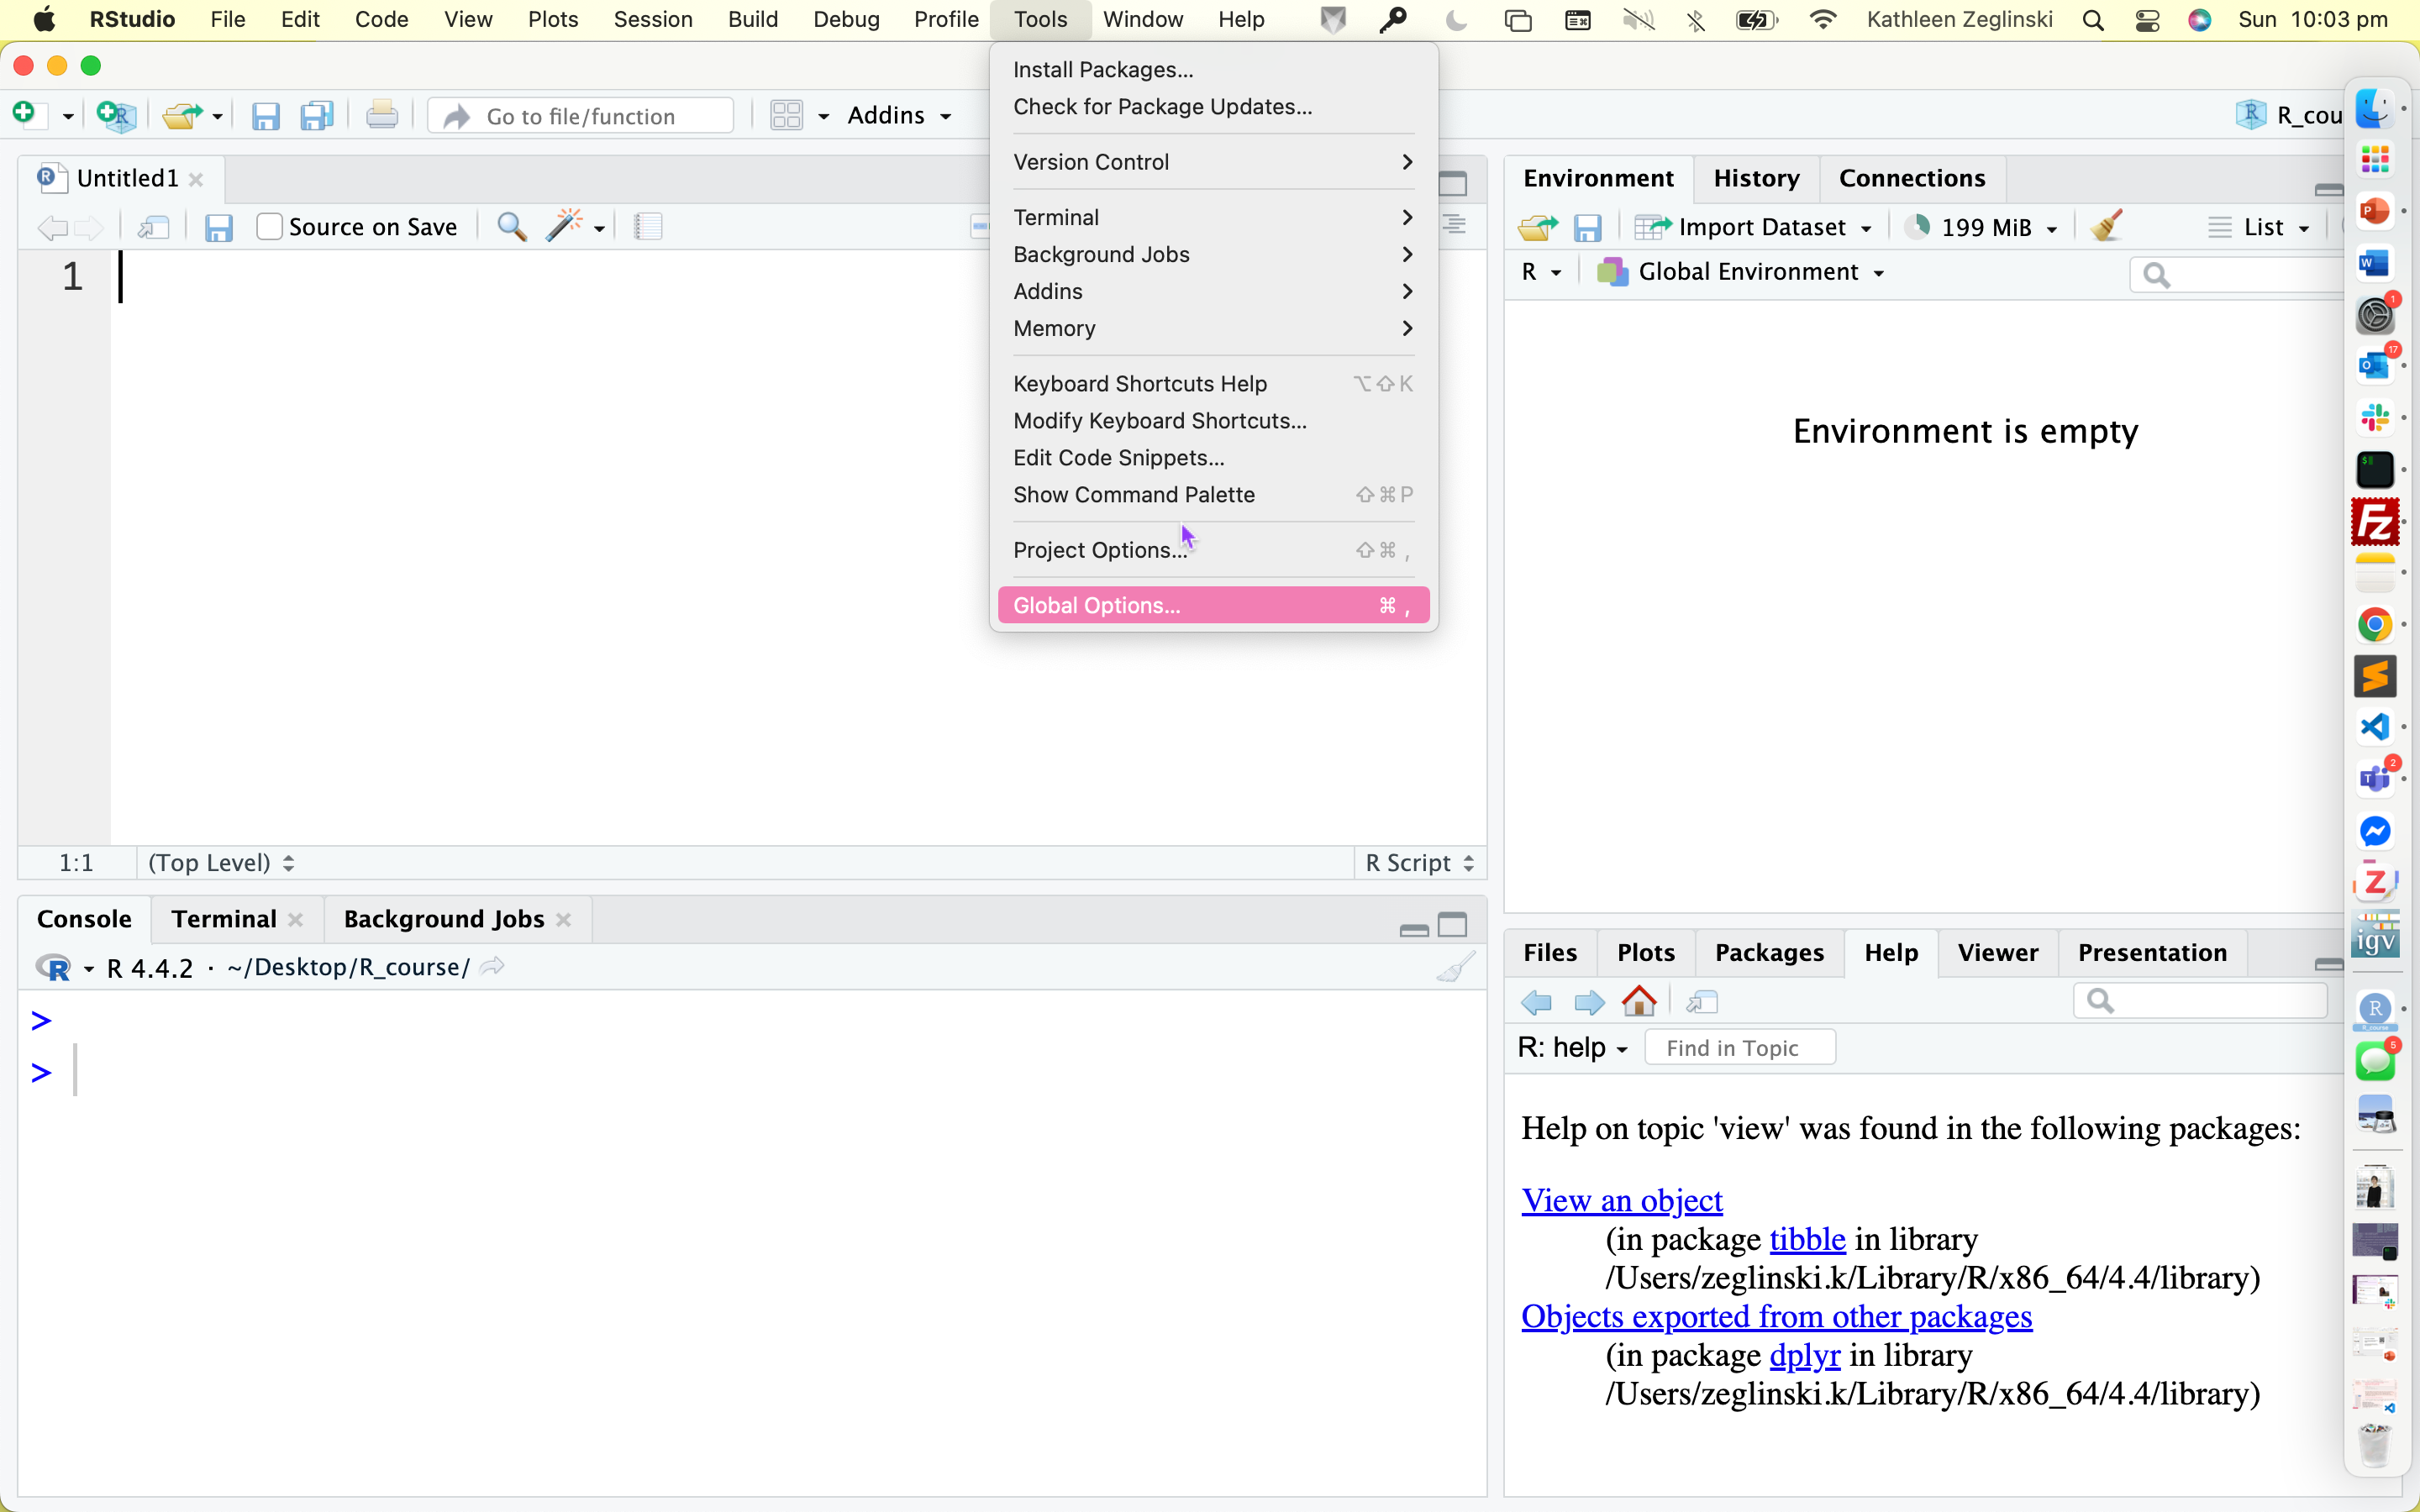 RStudio File Edit Code View Plots Session Build Debug Profile Tools Window Help Kathleen Zeglinski Sun 10:03 pm
Install Packages...
Check for Package Updates...
Version Control
Terminal
Background Jobs
Addins
Memory
Keyboard Shortcuts Help ⌥⇧K
Modify Keyboard Shortcuts...
Edit Code Snippets...
Show Command Palette ⇧⌘P
Project Options... ⇧⌘,
Global Options... ⌘,
Go to file/function Addins R_cou
Untitled1
Source on Save
1
1:1 (Top Level) R Script
Console Terminal Background Jobs
R 4.4.2 · ~/Desktop/R_course/
>
>
Environment History Connections
Import Dataset 199 MiB List
R Global Environment
Environment is empty
Files Plots Packages Help Viewer Presentation
R: help Find in Topic
Help on topic 'view' was found in the following packages:
View an object
(in package tibble in library
/Users/zeglinski.k/Library/R/x86_64/4.4/library)
Objects exported from other packages
(in package dplyr in library
/Users/zeglinski.k/Library/R/x86_64/4.4/library)
1
17
2
igv
5